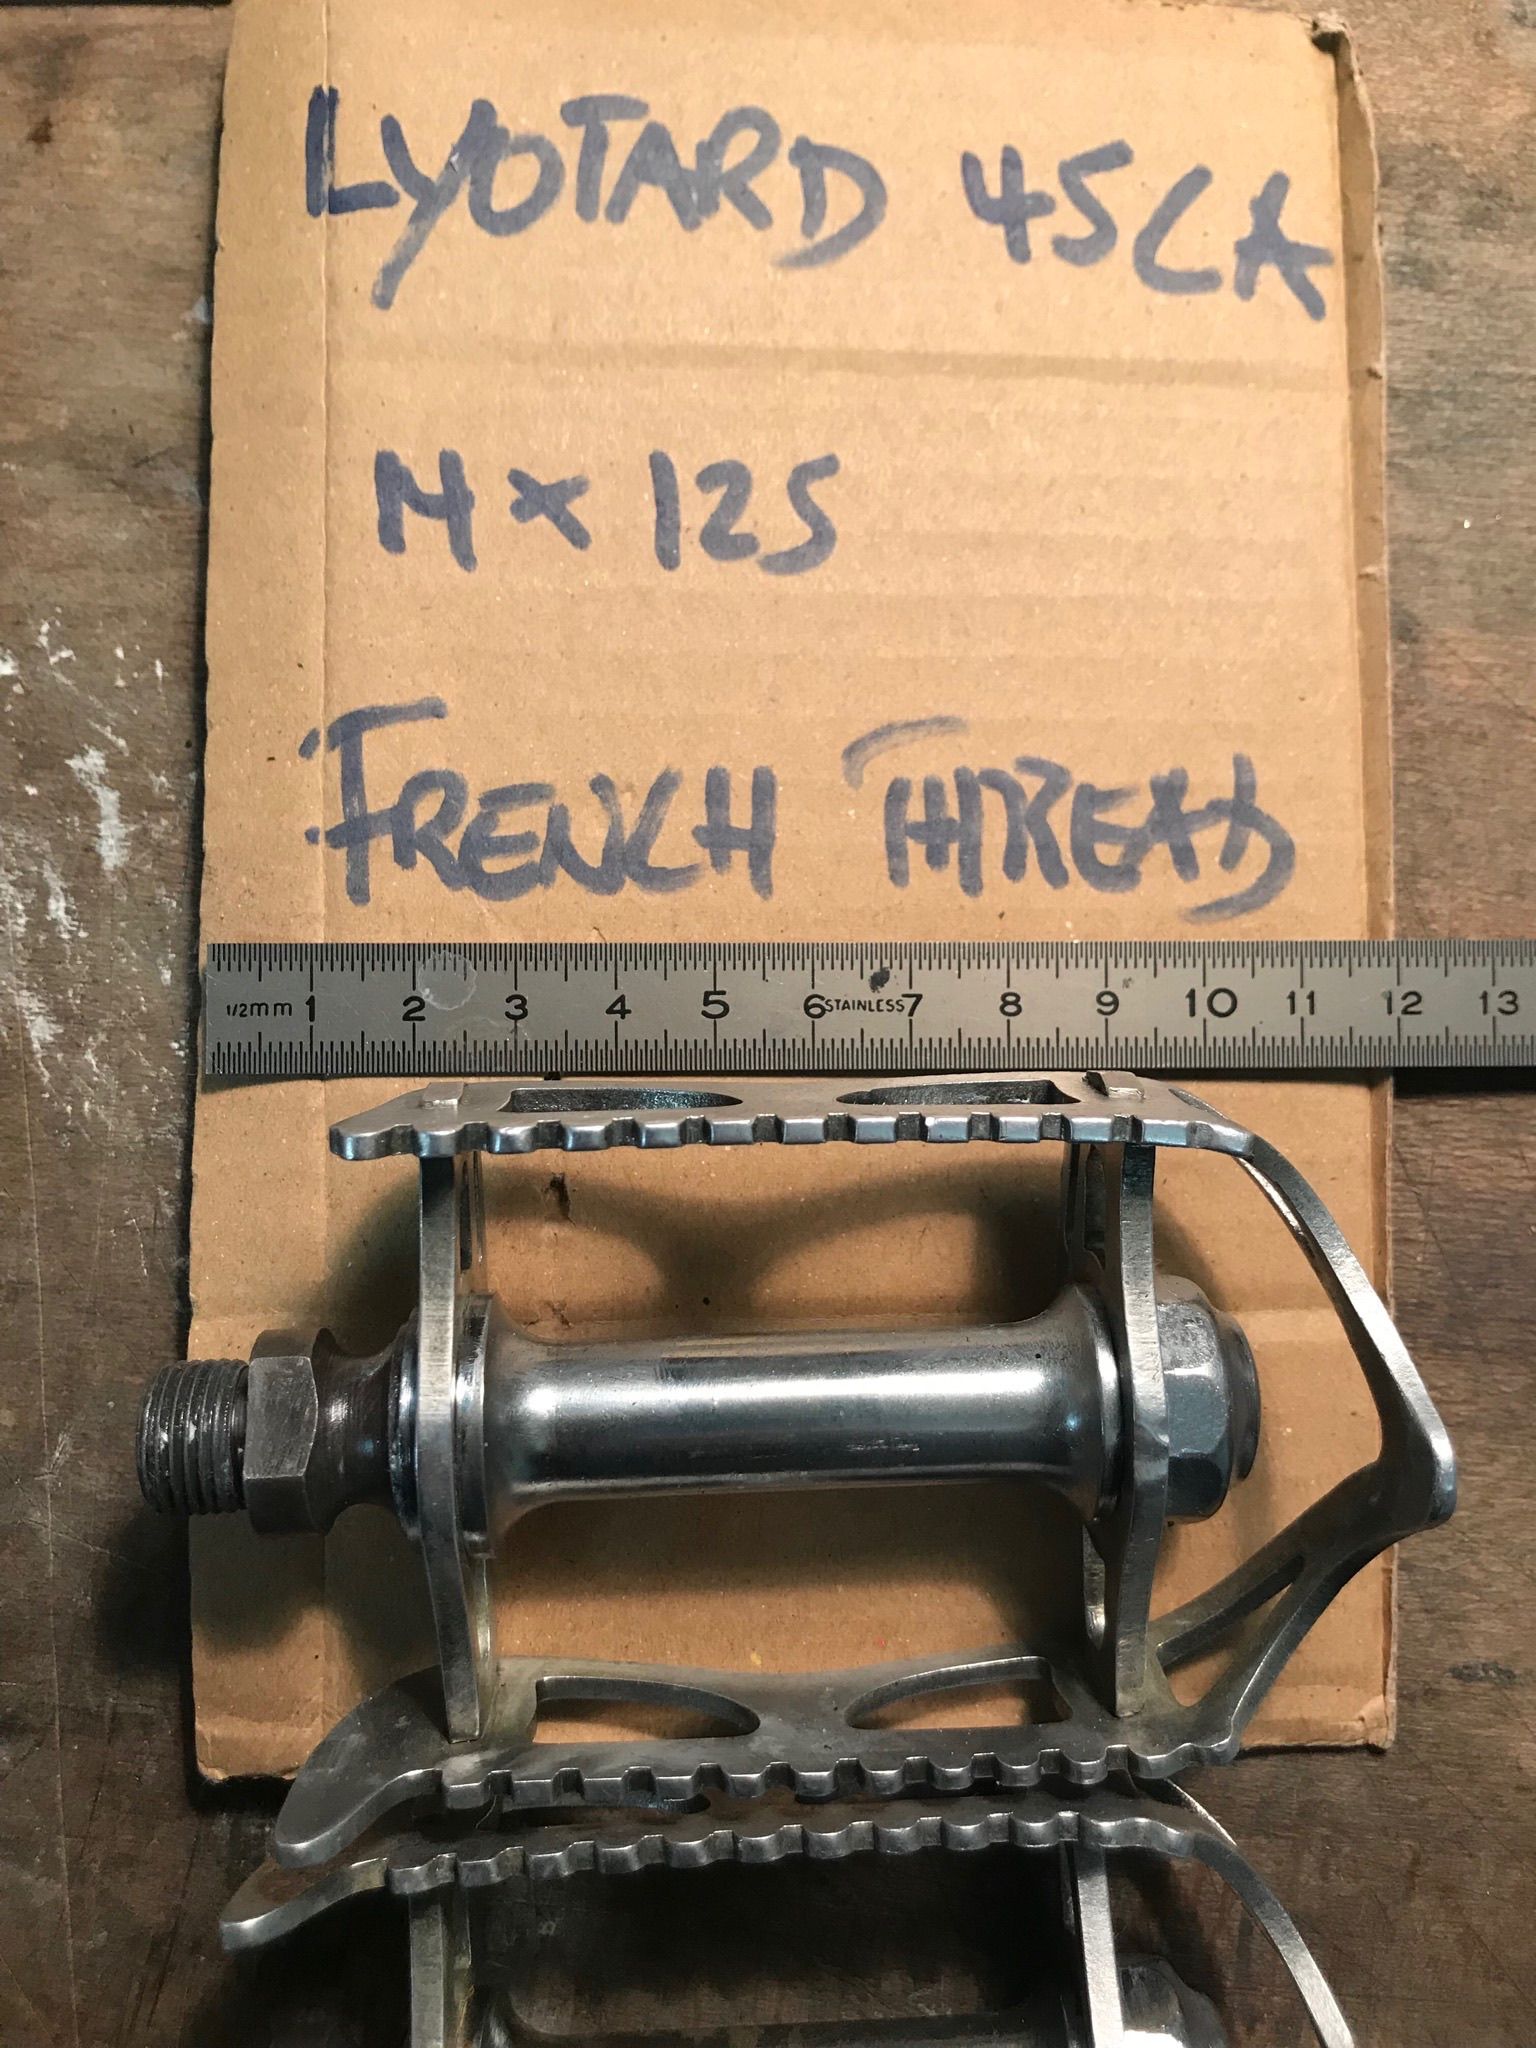 LYOTARD 45CA
14 x 125
FRENCH THREAD
1/2mm 1 2 3 4 5 6 STAINLESS 7 8 9 10 11 12 13